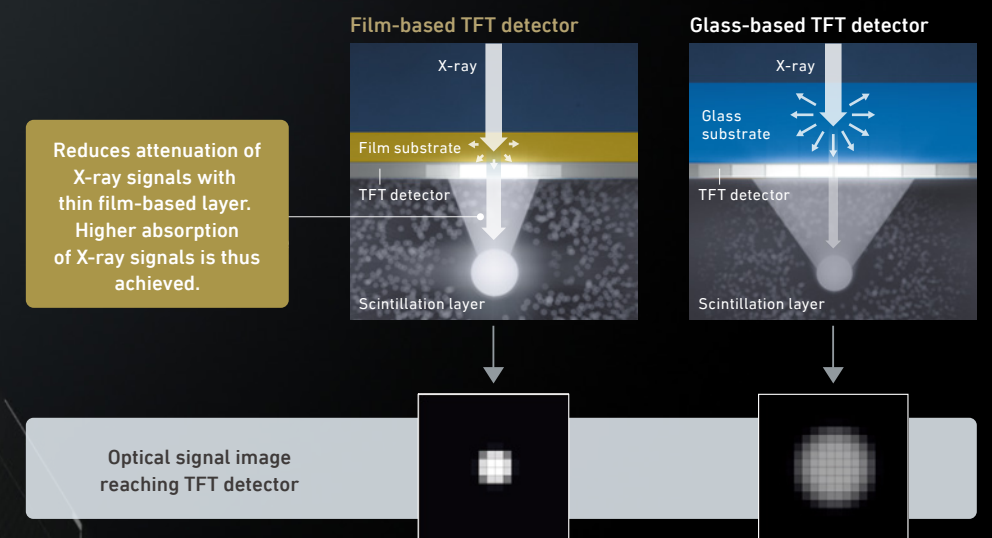 Film-based TFT detector
Glass-based TFT detector
X-ray
Film substrate
TFT detector
Scintillation layer
X-ray
Glass
substrate
TFT detector
Scintillation layer
Reduces attenuation of
X-ray signals with
thin film-based layer.
Higher absorption
of X-ray signals is thus
achieved.
Optical signal image
reaching TFT detector